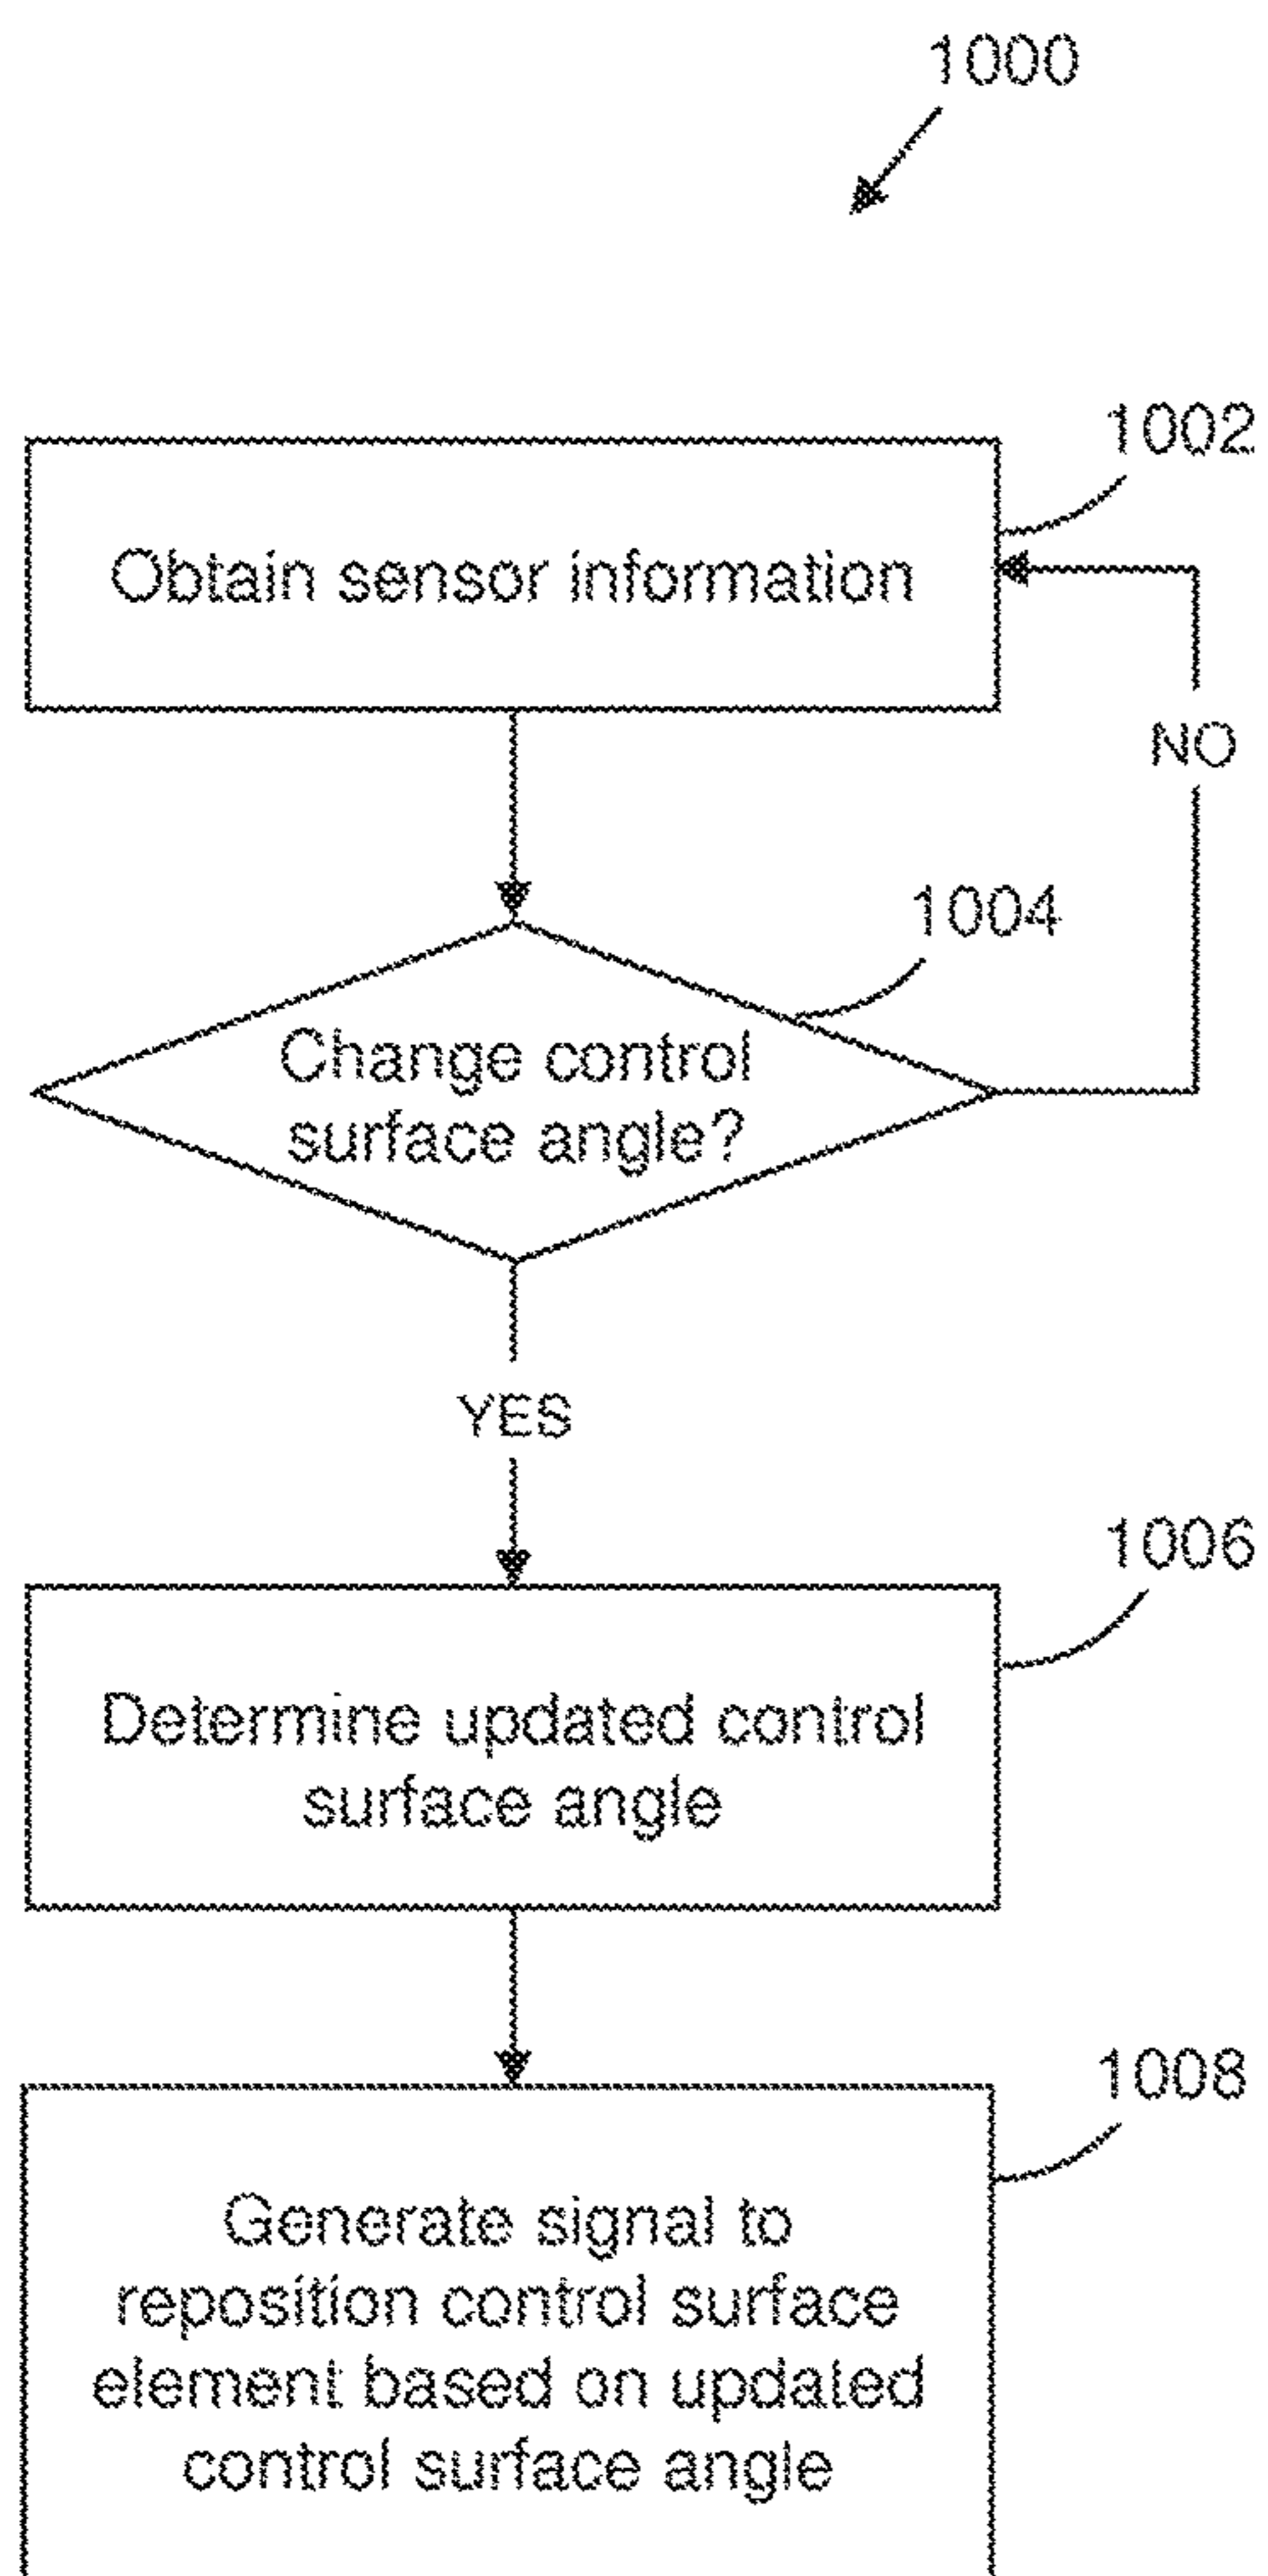 1000
1002
Obtain sensor information
NO
1004
Change control
surface angle?
YES
1006
Determine updated control
surface angle
1008
Generate signal to
reposition control surface
element based on updated
control surface angle